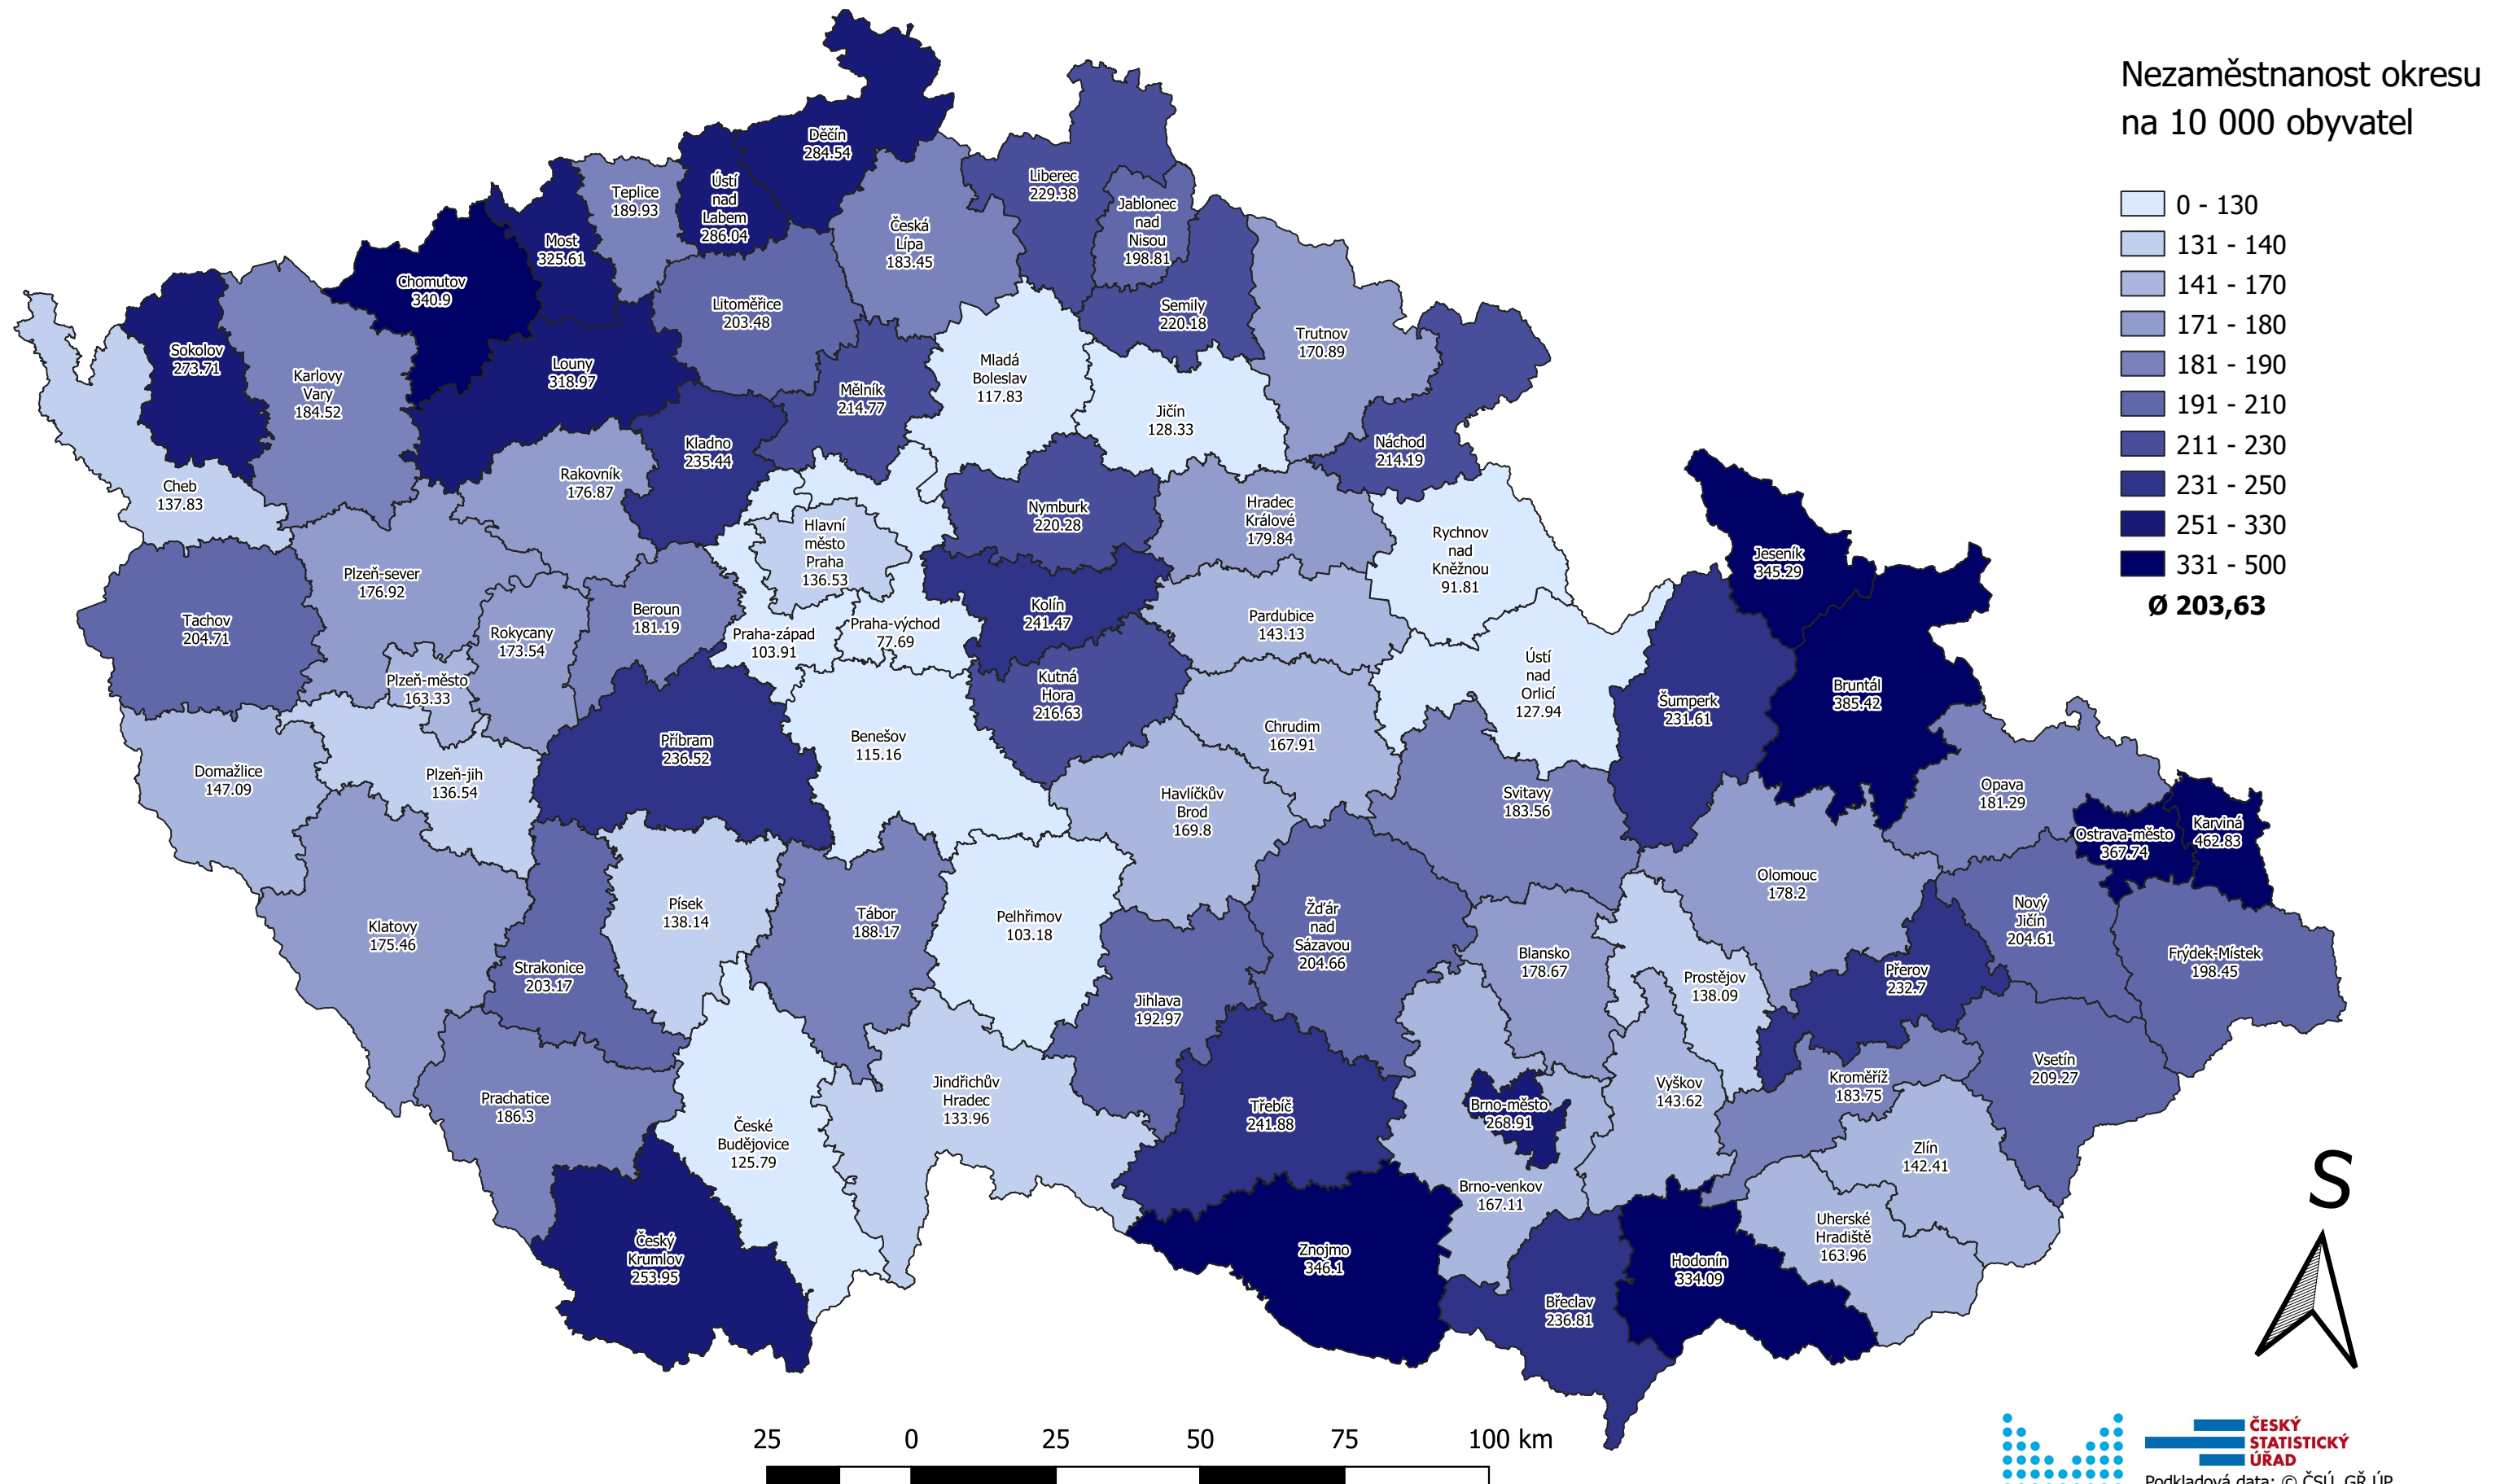 Nezaměstnanost okresu
na 10 000 obyvatel
0 - 130
131 - 140
141 - 170
171 - 180
181 - 190
191 - 210
211 - 230
231 - 250
251 - 330
331 - 500
Ø 203,63
Děčín
284.54
Teplice
189.93
Ústí
nad
Labem
286.04
Liberec
229.38
Jablonec
nad
Nisou
198.81
Most
325.61
Česká
Lípa
183.45
Chomutov
340.9
Litoměřice
203.48
Semily
220.18
Trutnov
170.89
Sokolov
273.71
Karlovy
Vary
184.52
Louny
318.97
Mělník
214.77
Mladá
Boleslav
117.83
Jičín
128.33
Náchod
214.19
Kladno
235.44
Rakovník
176.87
Cheb
137.83
Hlavní
město
Praha
136.53
Nymburk
220.28
Hradec
Králové
179.84
Rychnov
nad
Kněžnou
91.81
Jeseník
345.29
Plzeň-sever
176.92
Tachov
204.71
Rokycany
173.54
Beroun
181.19
Praha-západ
103.91
Praha-východ
77.69
Kolín
241.47
Pardubice
143.13
Plzeň-město
163.33
Kutná
Hora
216.63
Ústí
nad
Orlicí
127.94
Šumperk
231.61
Bruntál
385.42
Domažlice
147.09
Plzeň-jih
136.54
Příbram
236.52
Benešov
115.16
Chrudim
167.91
Havlíčkův
Brod
169.8
Svitavy
183.56
Opava
181.29
Ostrava-město
367.74
Karviná
462.83
Olomouc
178.2
Klatovy
175.46
Písek
138.14
Tábor
188.17
Pelhřimov
103.18
Žďár
nad
Sázavou
204.66
Nový
Jičín
204.61
Frýdek-Místek
198.45
Strakonice
203.17
Blansko
178.67
Prostějov
138.09
Přerov
232.7
Jihlava
192.97
Vsetín
209.27
Prachatice
186.3
Jindřichův
Hradec
133.96
Třebíč
241.88
Brno-město
268.91
Vyškov
143.62
Kroměříž
183.75
České
Budějovice
125.79
Zlín
142.41
Brno-venkov
167.11
Český
Krumlov
253.95
Znojmo
346.1
Břeclav
236.81
Hodonín
334.09
Uherské
Hradiště
163.96
S
25 0 25 50 75 100 km
ČESKÝ
STATISTICKÝ
ÚŘAD
Podkladová data: © ČSÚ, GŘ ÚP